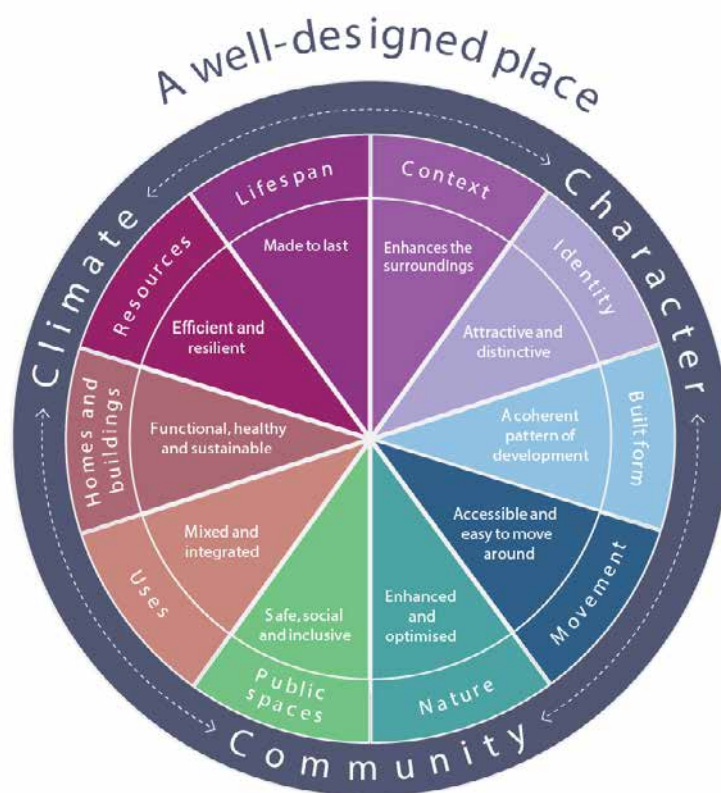 A well-designed place
Climate
Character
Community
Context
Enhances the
surroundings
Identity
Attractive and
distinctive
Built form
A coherent
pattern of
development
Movement
Accessible and
easy to move
around
Nature
Enhanced
and
optimised
Public
spaces
Safe, social
and inclusive
Uses
Mixed and
integrated
Homes and
buildings
Functional, healthy
and sustainable
Resources
Efficient and
resilient
Lifespan
Made to last